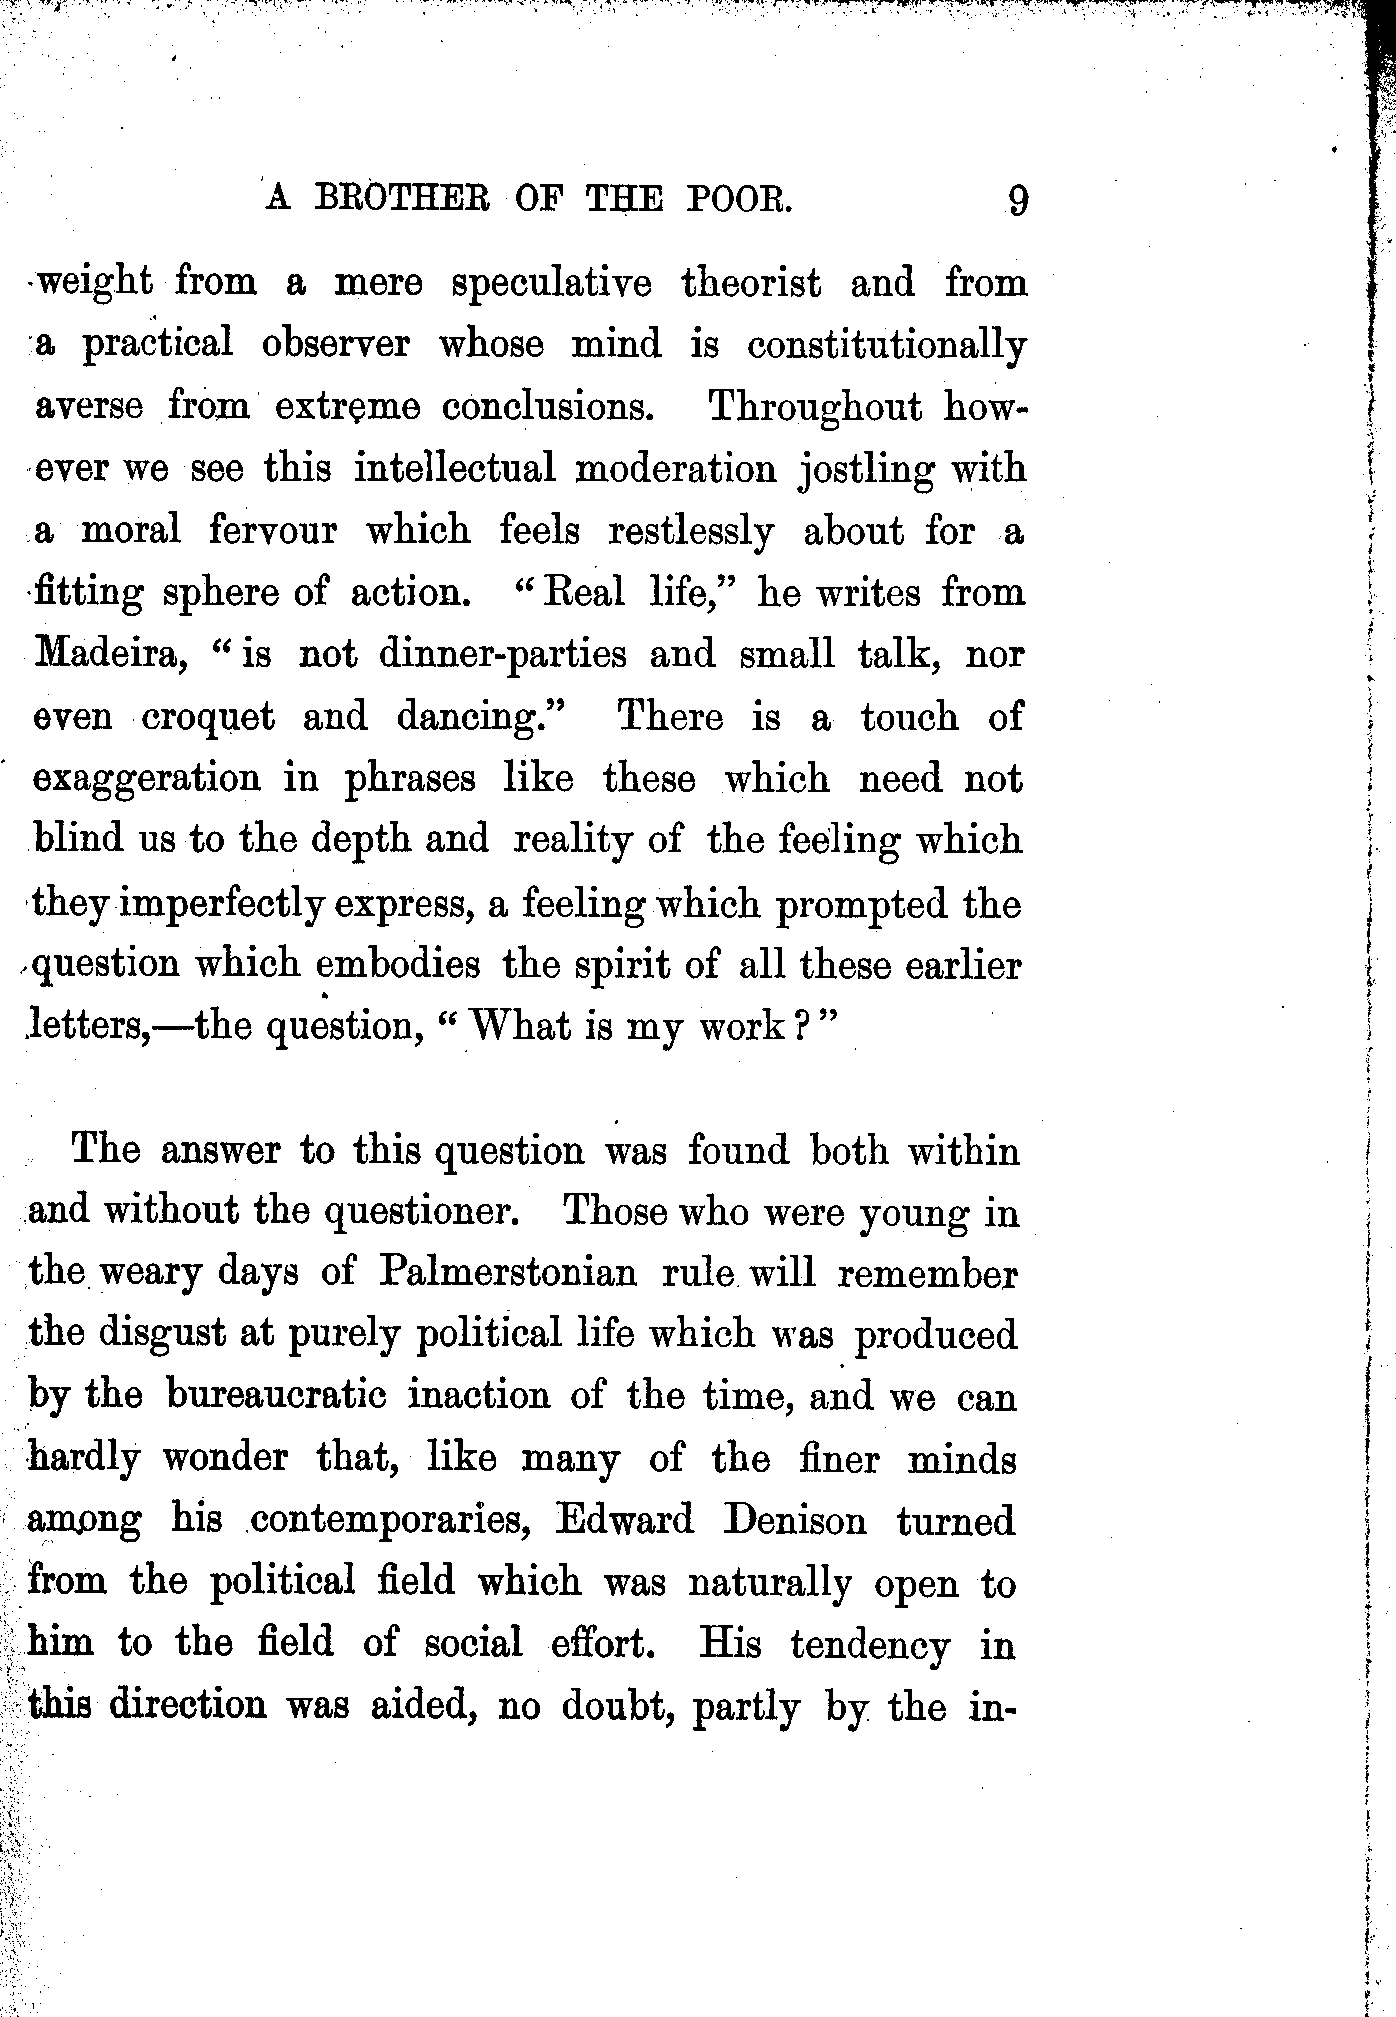 A BROTHER OF THE POOR. 9
weight from a mere speculative theorist and from
a practical observer whose mind is constitutionally
averse from extreme conclusions. Throughout how-
ever we see this intellectual moderation jostling with
a moral fervour which feels restlessly about for a
fitting sphere of action. “Real life,” he writes from
Madeira, “is not dinner-parties and small talk, nor
even croquet and dancing.” There is a touch of
exaggeration in phrases like these which need not
blind us to the depth and reality of the feeling which
they imperfectly express, a feeling which prompted the
question which embodies the spirit of all these earlier
letters,—the question, “What is my work?”
The answer to this question was found both within
and without the questioner. Those who were young in
the weary days of Palmerstonian rule will remember
the disgust at purely political life which was produced
by the bureaucratic inaction of the time, and we can
hardly wonder that, like many of the finer minds
among his contemporaries, Edward Denison turned
from the political field which was naturally open to
him to the field of social effort. His tendency in
this direction was aided, no doubt, partly by the in-